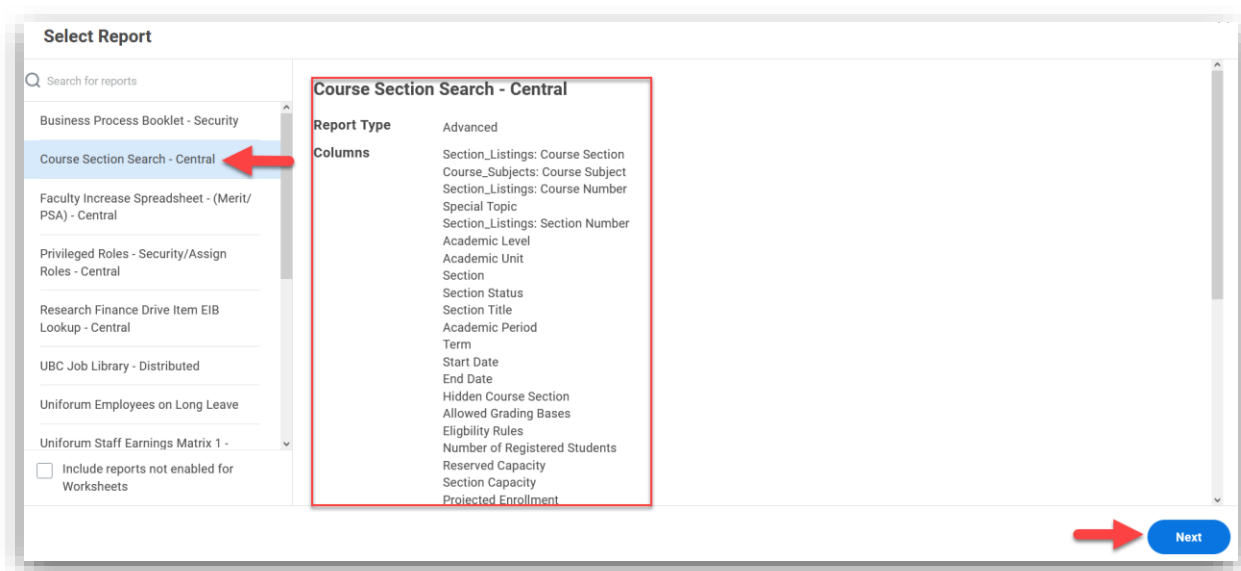 Select Report
Search for reports
Business Process Booklet - Security
Course Section Search - Central
Faculty Increase Spreadsheet - (Merit/
PSA) - Central
Privileged Roles - Security/Assign
Roles - Central
Research Finance Drive Item EIB
Lookup - Central
UBC Job Library - Distributed
Uniforum Employees on Long Leave
Uniforum Staff Earnings Matrix 1 -
Include reports not enabled for
Worksheets
Course Section Search - Central
Report Type Advanced
Columns Section_Listings: Course Section
Course_Subjects: Course Subject
Section_Listings: Course Number
Special Topic
Section_Listings: Section Number
Academic Level
Academic Unit
Section
Section Status
Section Title
Academic Period
Term
Start Date
End Date
Hidden Course Section
Allowed Grading Bases
Eligbility Rules
Number of Registered Students
Reserved Capacity
Section Capacity
Projected Enrollment
Next